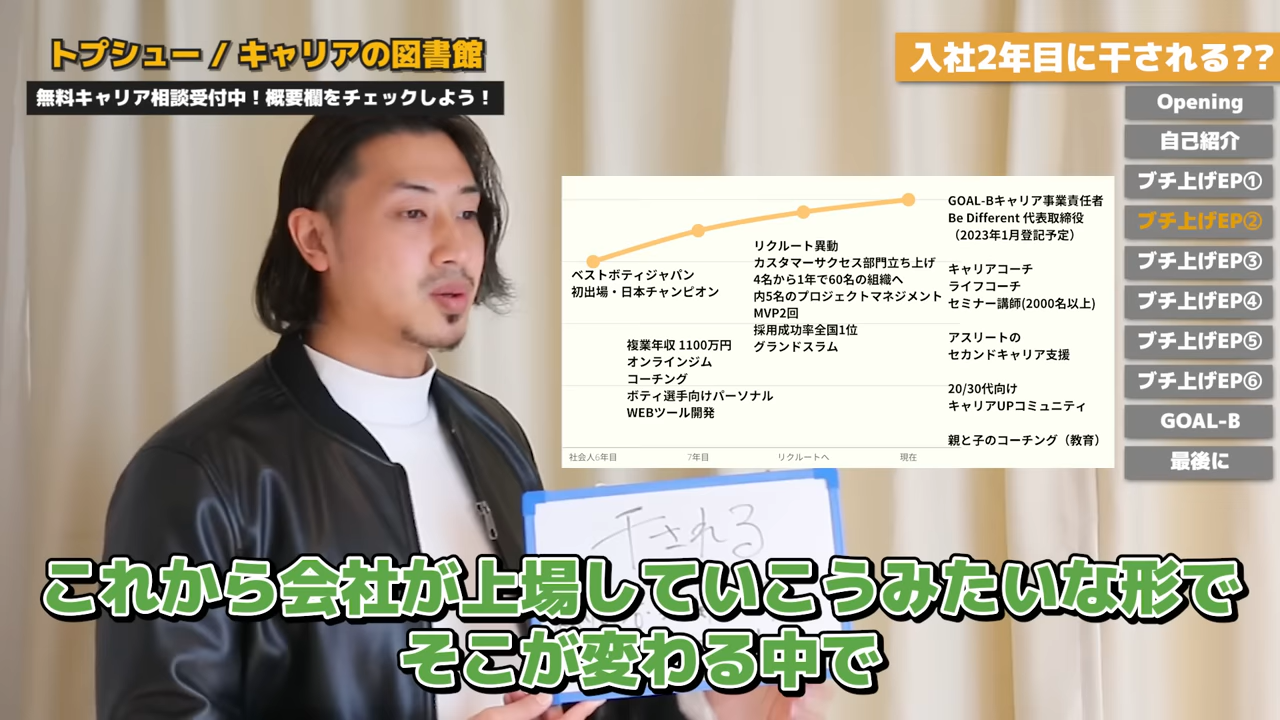 トプシュー / キャリアの図書館
無料キャリア相談受付中！概要欄をチェックしよう！
入社2年目に干される??
Opening
自己紹介
ブチ上げEP①
ブチ上げEP②
ブチ上げEP③
ブチ上げEP④
ブチ上げEP⑤
ブチ上げEP⑥
GOAL-B
最後に
ベストボティジャパン
初出場・日本チャンピオン
複業年収 1100万円
オンラインジム
コーチング
ボティ選手向けパーソナル
WEBツール開発
リクルート異動
カスタマーサクセス部門立ち上げ
4名から1年で60名の組織へ
内5名のプロジェクトマネジメント
MVP2回
採用成功率全国1位
グランドスラム
GOAL-Bキャリア事業責任者
Be Different 代表取締役
（2023年1月登記予定）
キャリアコーチ
ライフコーチ
セミナー講師(2000名以上)
アスリートの
セカンドキャリア支援
20/30代向け
キャリアUPコミュニティ
親と子のコーチング（教育）
社会人6年目
7年目
リクルートへ
現在
干される
これから会社が上場していこうみたいな形で
そこが変わる中で